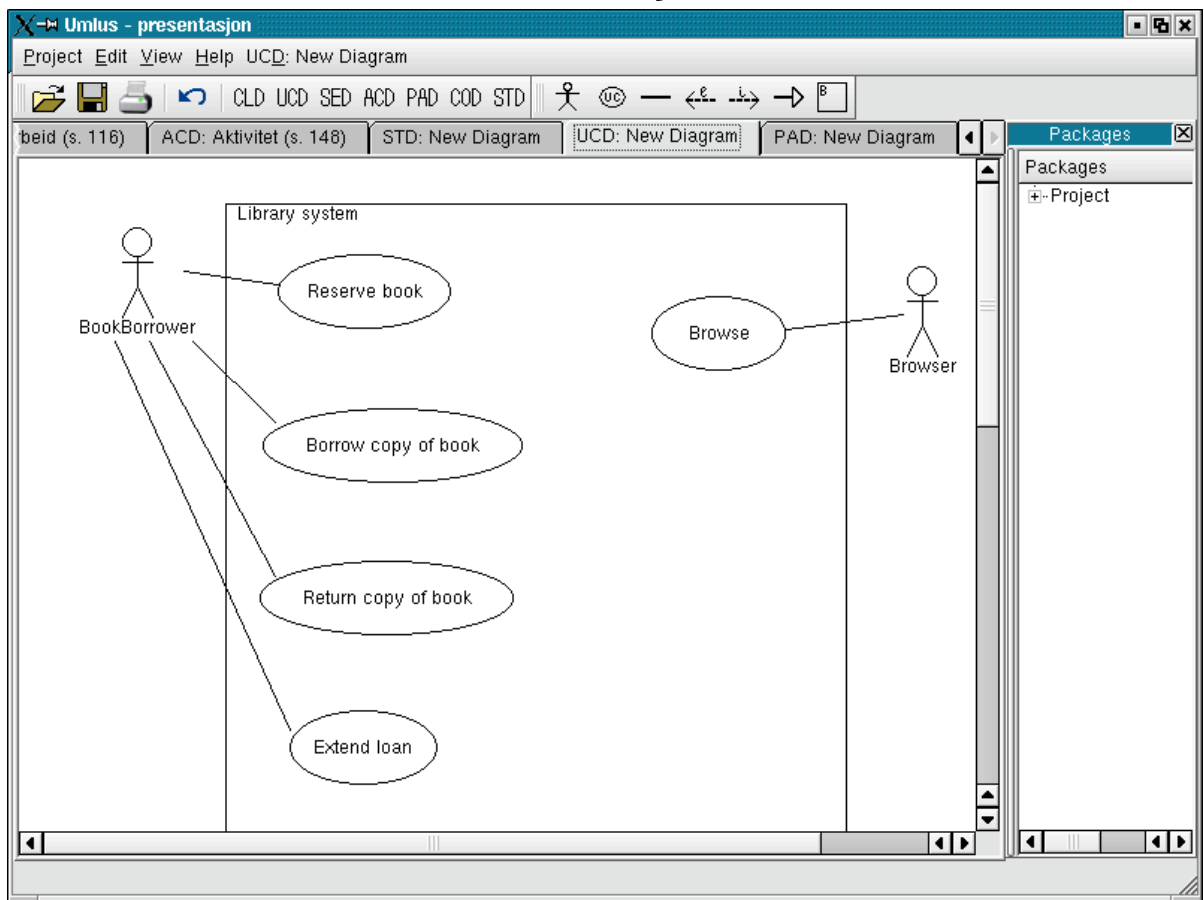 Umlus - presentasjon
Project Edit View Help UCD: New Diagram
CLD UCD SED ACD PAD COD STD UC E i B
beid (s. 116) ACD: Aktivitet (s. 148) STD: New Diagram UCD: New Diagram PAD: New Diagram Packages
Packages
Project
Library system
Reserve book
BookBorrower
Browse
Browser
Borrow copy of book
Return copy of book
Extend loan